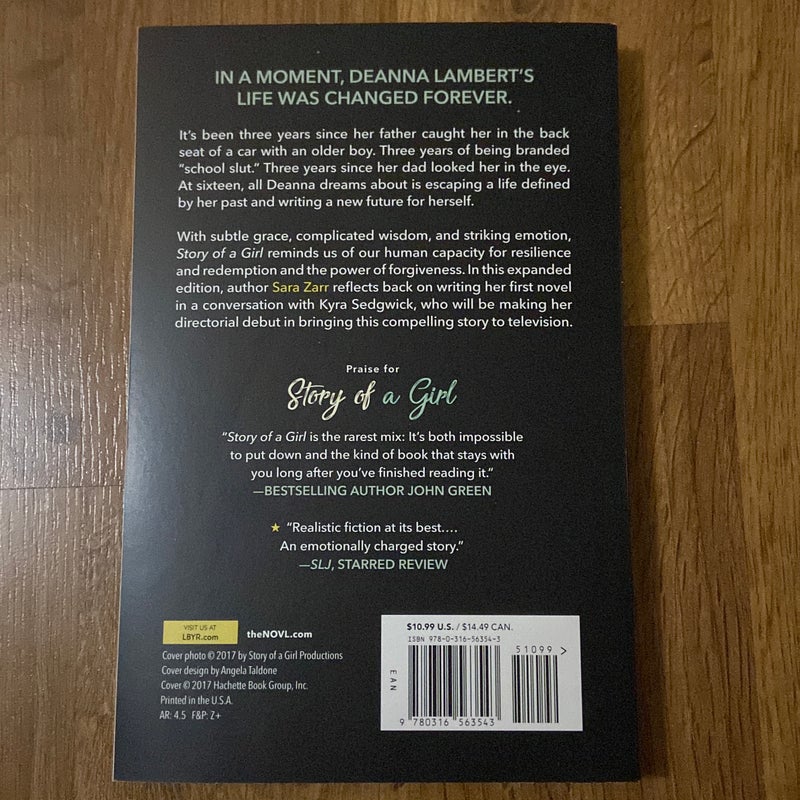 IN A MOMENT, DEANNA LAMBERT'S
LIFE WAS CHANGED FOREVER.
It's been three years since her father caught her in the back
seat of a car with an older boy. Three years of being branded
"school slut." Three years since her dad looked her in the eye.
At sixteen, all Deanna dreams about is escaping a life defined
by her past and writing a new future for herself.
With subtle grace, complicated wisdom, and striking emotion,
Story of a Girl reminds us of our human capacity for resilience
and redemption and the power of forgiveness. In this expanded
edition, author Sara Zarr reflects back on writing her first novel
in a conversation with Kyra Sedgwick, who will be making her
directorial debut in bringing this compelling story to television.
Praise for
Story of a Girl
"Story of a Girl is the rarest mix: It's both impossible
to put down and the kind of book that stays with
you long after you've finished reading it."
—BESTSELLING AUTHOR JOHN GREEN
★ "Realistic fiction at its best....
An emotionally charged story."
—SLJ, STARRED REVIEW
VISIT US AT
LBYR.com
theNOVL.com
Cover photo © 2017 by Story of a Girl Productions
Cover design by Angela Taldone
Cover © 2017 Hachette Book Group, Inc.
Printed in the U.S.A.
AR: 4.5 F&P: Z+
$10.99 U.S. / $14.49 CAN.
ISBN 978-0-316-56354-3
51099 >
EAN
9 780316 563543